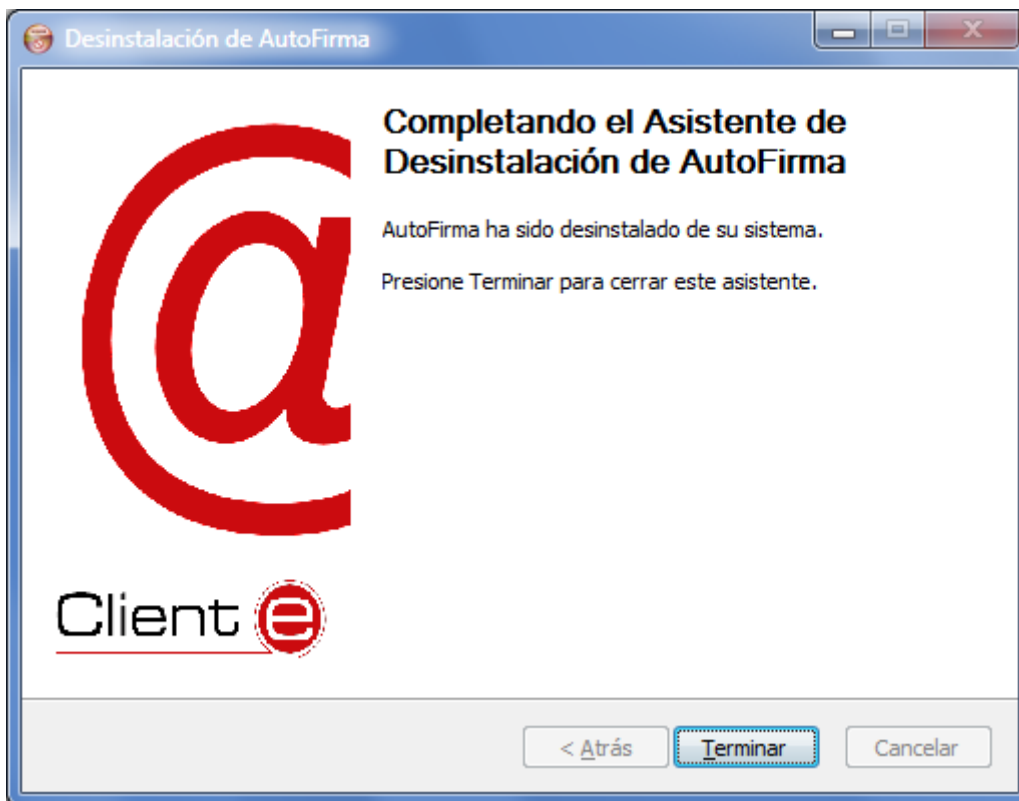 Desinstalación de AutoFirma
Completando el Asistente de
Desinstalación de AutoFirma
AutoFirma ha sido desinstalado de su sistema.
Presione Terminar para cerrar este asistente.
@
Client e
< Atrás
Terminar
Cancelar